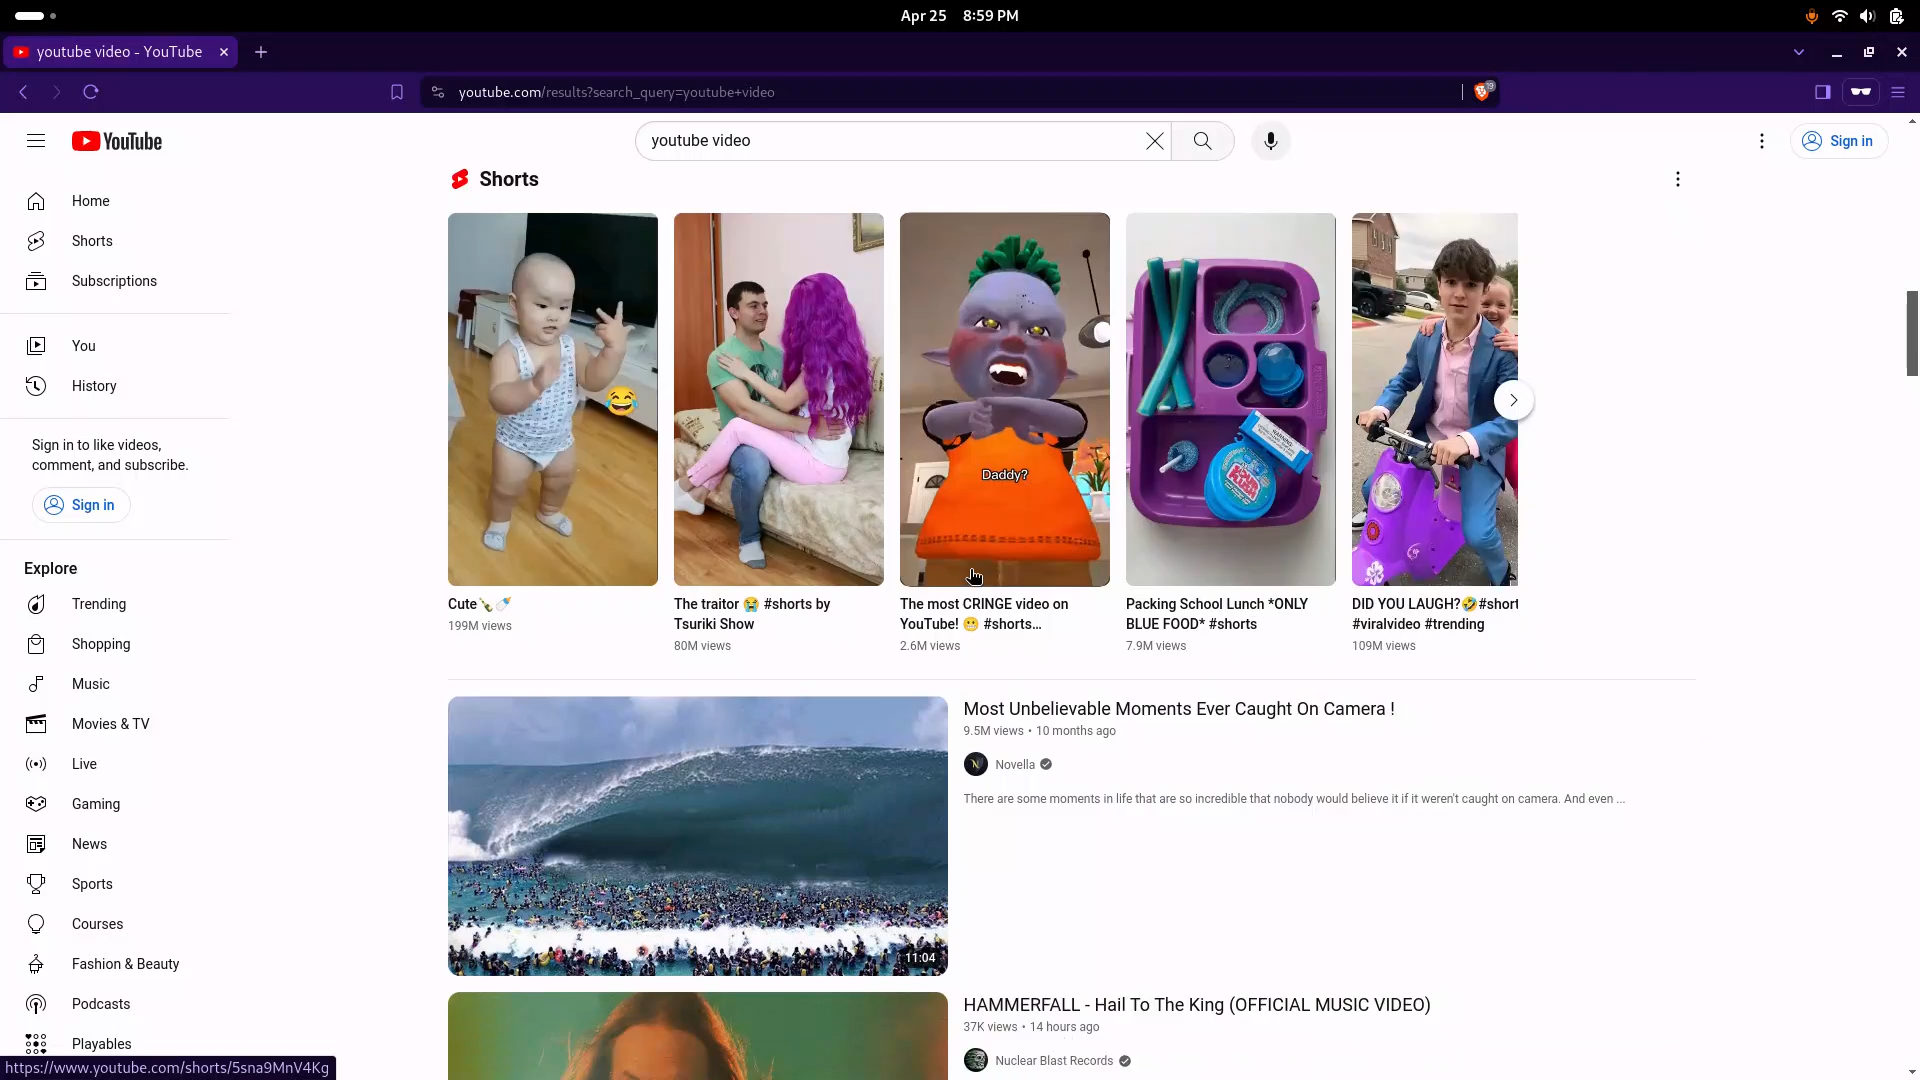 Apr 25 8:59 PM
youtube video - YouTube
youtube.com/results?search_query=youtube+video
19
YouTube
youtube video
Sign in
Home
Shorts
Subscriptions
You
History
Sign in to like videos,
comment, and subscribe.
Sign in
Explore
Trending
Shopping
Music
Movies & TV
Live
Gaming
News
Sports
Courses
Fashion & Beauty
Podcasts
Playables
Shorts
Daddy?
WARNING:
Cute🍾🍼
199M views
The traitor 😭 #shorts by
Tsuriki Show
80M views
The most CRINGE video on
YouTube! 😬 #shorts...
2.6M views
Packing School Lunch *ONLY
BLUE FOOD* #shorts
7.9M views
DID YOU LAUGH?🤣#short
#viralvideo #trending
109M views
11:04
Most Unbelievable Moments Ever Caught On Camera !
9.5M views • 10 months ago
Novella
There are some moments in life that are so incredible that nobody would believe it if it weren't caught on camera. And even ...
HAMMERFALL - Hail To The King (OFFICIAL MUSIC VIDEO)
37K views • 14 hours ago
Nuclear Blast Records
https://www.youtube.com/shorts/5sna9MnV4Kg